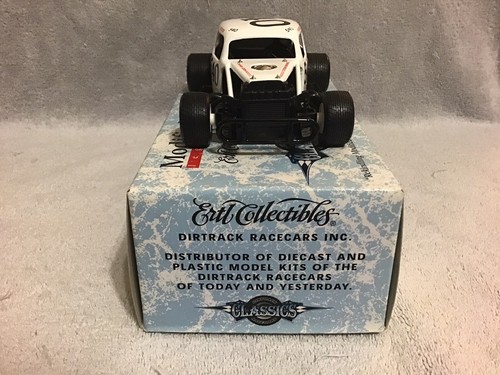 0
Ertl Collectibles®
DIRTRACK RACECARS INC.
DISTRIBUTOR OF DIECAST AND
PLASTIC MODEL KITS OF THE
DIRTRACK RACECARS
OF TODAY AND YESTERDAY.
CLASSICS